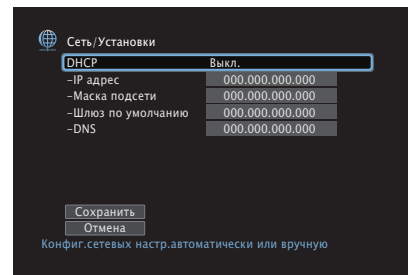 Сеть/Установки
DHCP Выкл.
–IP адрес 000.000.000.000
–Маска подсети 000.000.000.000
–Шлюз по умолчанию 000.000.000.000
–DNS 000.000.000.000
Сохранить
Отмена
Конфиг.сетевых настр.автоматически или вручную